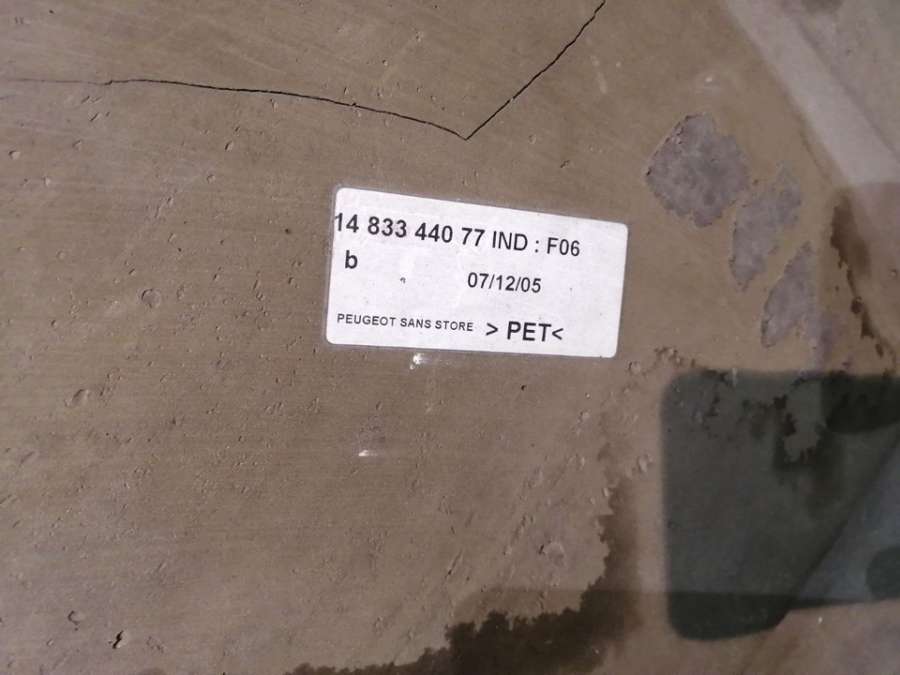 14 833 440 77 IND : F06
b 07/12/05
PEUGEOT SANS STORE > PET<